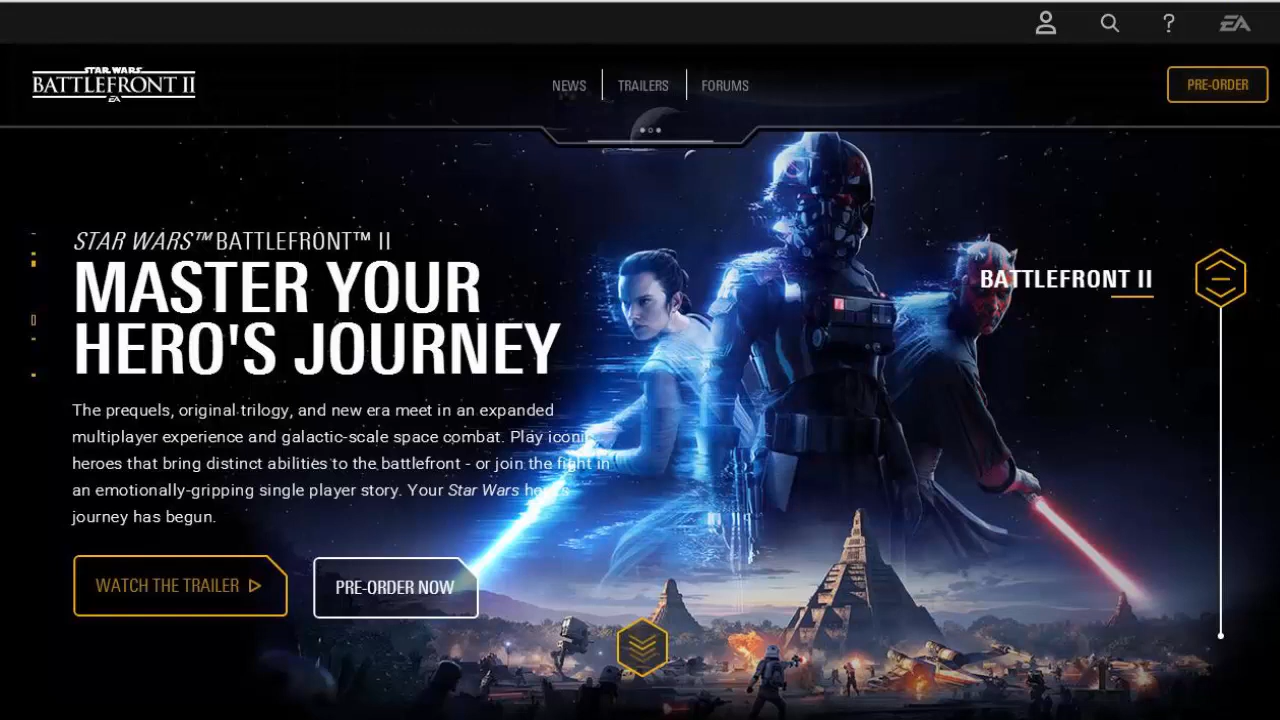 ?
EA
STAR WARS
BATTLEFRONT II
EA
NEWS
TRAILERS
FORUMS
PRE-ORDER
STAR WARS™ BATTLEFRONT™ II
MASTER YOUR
HERO'S JOURNEY
The prequels, original trilogy, and new era meet in an expanded
multiplayer experience and galactic-scale space combat. Play iconic
heroes that bring distinct abilities to the battlefront - or join the fight in
an emotionally-gripping single player story. Your Star Wars hero's
journey has begun.
WATCH THE TRAILER
PRE-ORDER NOW
BATTLEFRONT II